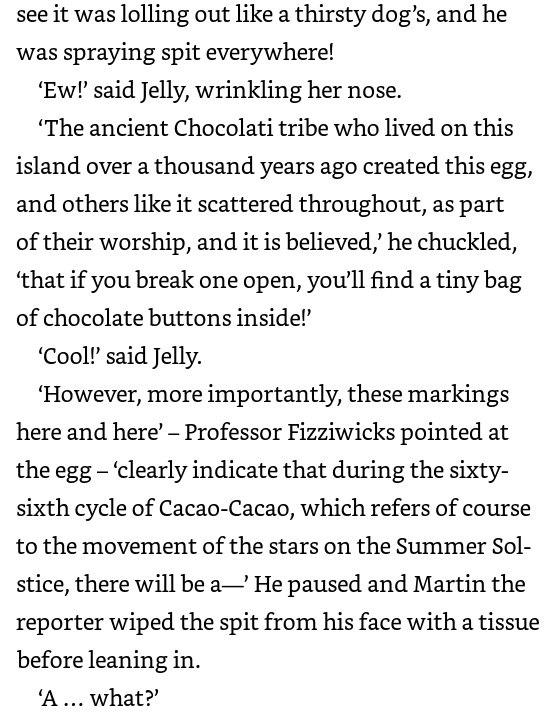 see it was lolling out like a thirsty dog’s, and he
was spraying spit everywhere!
‘Ew!’ said Jelly, wrinkling her nose.
‘The ancient Chocolati tribe who lived on this
island over a thousand years ago created this egg,
and others like it scattered throughout, as part
of their worship, and it is believed,’ he chuckled,
‘that if you break one open, you’ll find a tiny bag
of chocolate buttons inside!’
‘Cool!’ said Jelly.
‘However, more importantly, these markings
here and here’ – Professor Fizziwicks pointed at
the egg – ‘clearly indicate that during the sixty-
sixth cycle of Cacao-Cacao, which refers of course
to the movement of the stars on the Summer Sol-
stice, there will be a—’ He paused and Martin the
reporter wiped the spit from his face with a tissue
before leaning in.
‘A … what?’